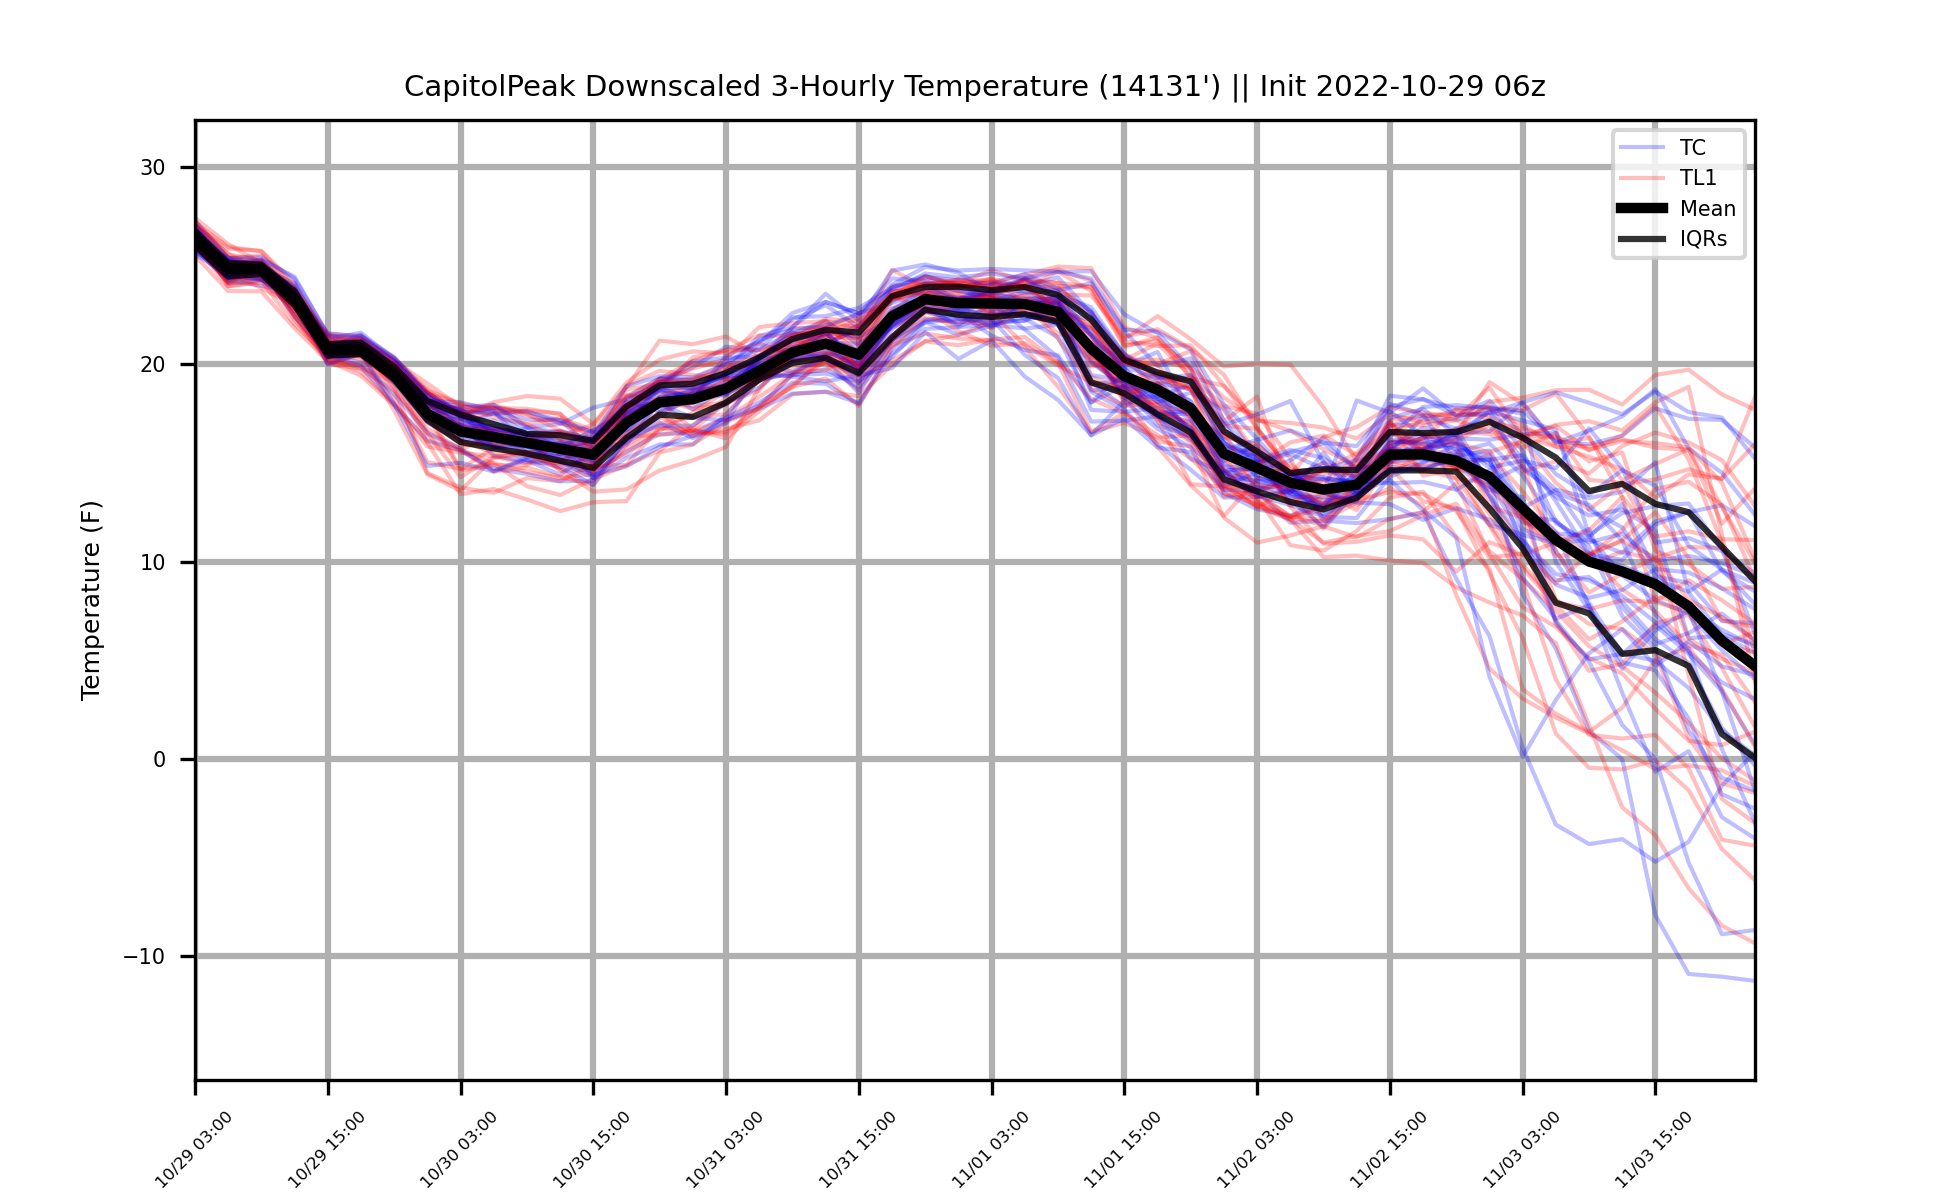 CapitolPeak Downscaled 3-Hourly Temperature (14131') || Init 2022-10-29 06z
TC
TL1
Mean
IQRs
Temperature (F)
30
20
10
0
−10
10/29 03:00
10/29 15:00
10/30 03:00
10/30 15:00
10/31 03:00
10/31 15:00
11/01 03:00
11/01 15:00
11/02 03:00
11/02 15:00
11/03 03:00
11/03 15:00